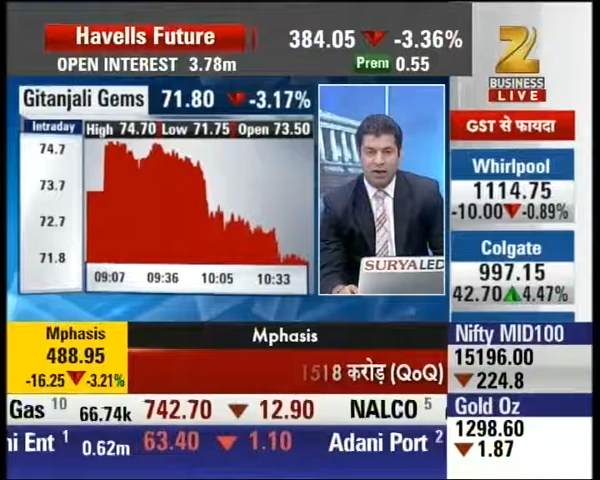 Havells Future
384.05 -3.36%
OPEN INTEREST 3.78m
Prem 0.55
Z
BUSINESS
LIVE
Gitanjali Gems 71.80 -3.17%
Intraday High 74.70 Low 71.75 Open 73.50
74.7
73.7
72.7
71.8
09:07 09:36 10:05 10:33
SURYALED
GST से फायदा
Whirlpool
1114.75
-10.00 -0.89%
Colgate
997.15
42.70 4.47%
Mphasis
488.95
-16.25 -3.21%
Mphasis
1518 करोड़ (QoQ)
Nifty MID100
15196.00
224.8
Gas 10 66.74k 742.70 12.90 NALCO 5
i Ent 1 0.62m 63.40 1.10 Adani Port 2
Gold Oz
1298.60
1.87